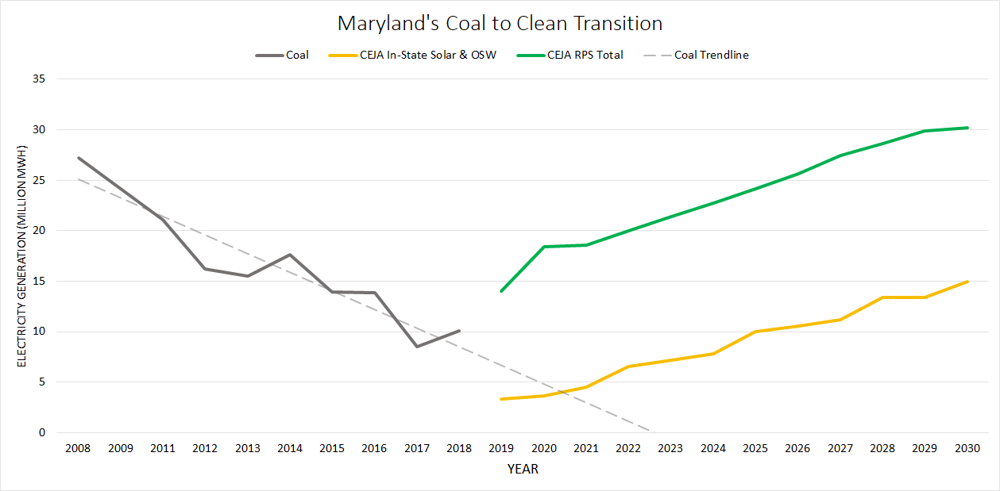 Maryland's Coal to Clean Transition
Coal CEJA In-State Solar & OSW CEJA RPS Total Coal Trendline
35
30
25
20
15
10
5
0
ELECTRICITY GENERATION (MILLION MWH)
2008 2009 2011 2012 2013 2014 2015 2016 2017 2018 2019 2020 2021 2022 2023 2024 2025 2026 2027 2028 2029 2030
YEAR